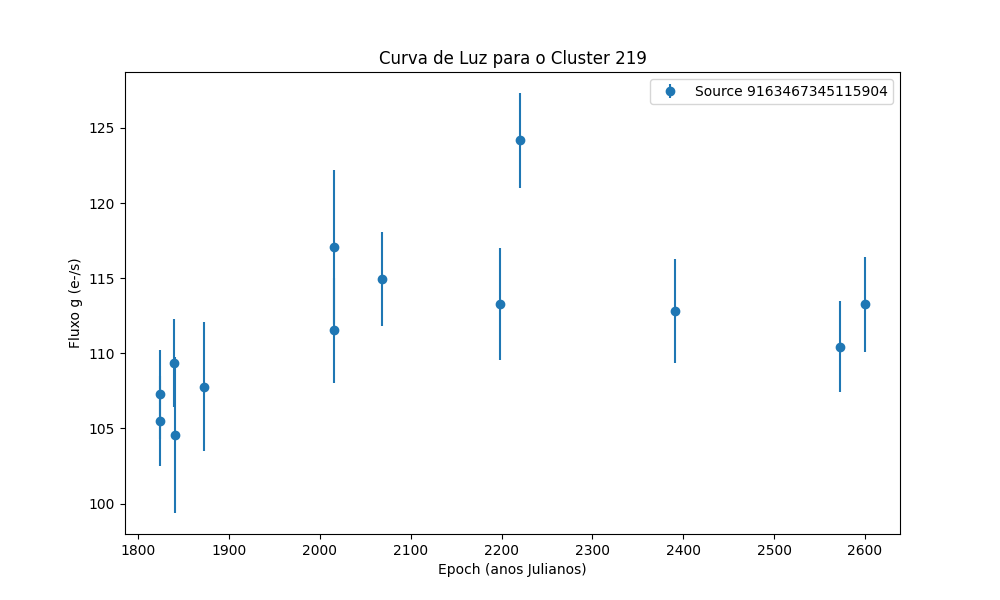 Curva de Luz para o Cluster 219
Source 9163467345115904
Fluxo g (e-/s)
125
120
115
110
105
100
1800 1900 2000 2100 2200 2300 2400 2500 2600
Epoch (anos Julianos)